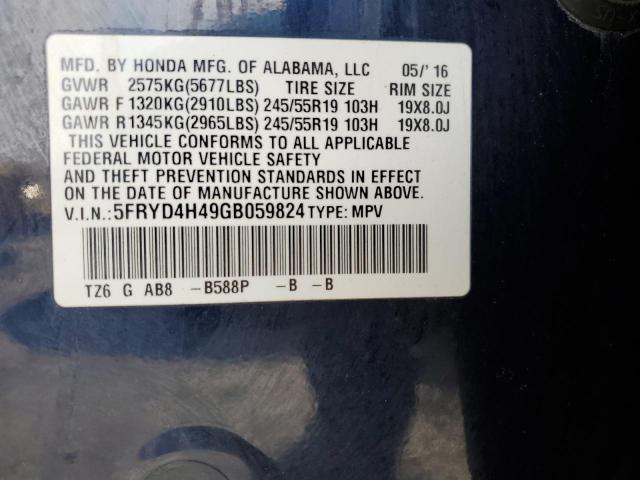 MFD. BY HONDA MFG. OF ALABAMA, LLC 05/'16
GVWR 2575KG(5677LBS) TIRE SIZE RIM SIZE
GAWR F 1320KG(2910LBS) 245/55R19 103H 19X8.0J
GAWR R1345KG(2965LBS) 245/55R19 103H 19X8.0J
THIS VEHICLE CONFORMS TO ALL APPLICABLE
FEDERAL MOTOR VEHICLE SAFETY
AND THEFT PREVENTION STANDARDS IN EFFECT
ON THE DATE OF MANUFACTURE SHOWN ABOVE.
V.I.N.:5FRYD4H49GB059824 TYPE: MPV
TZ6 G AB8 -B588P -B -B